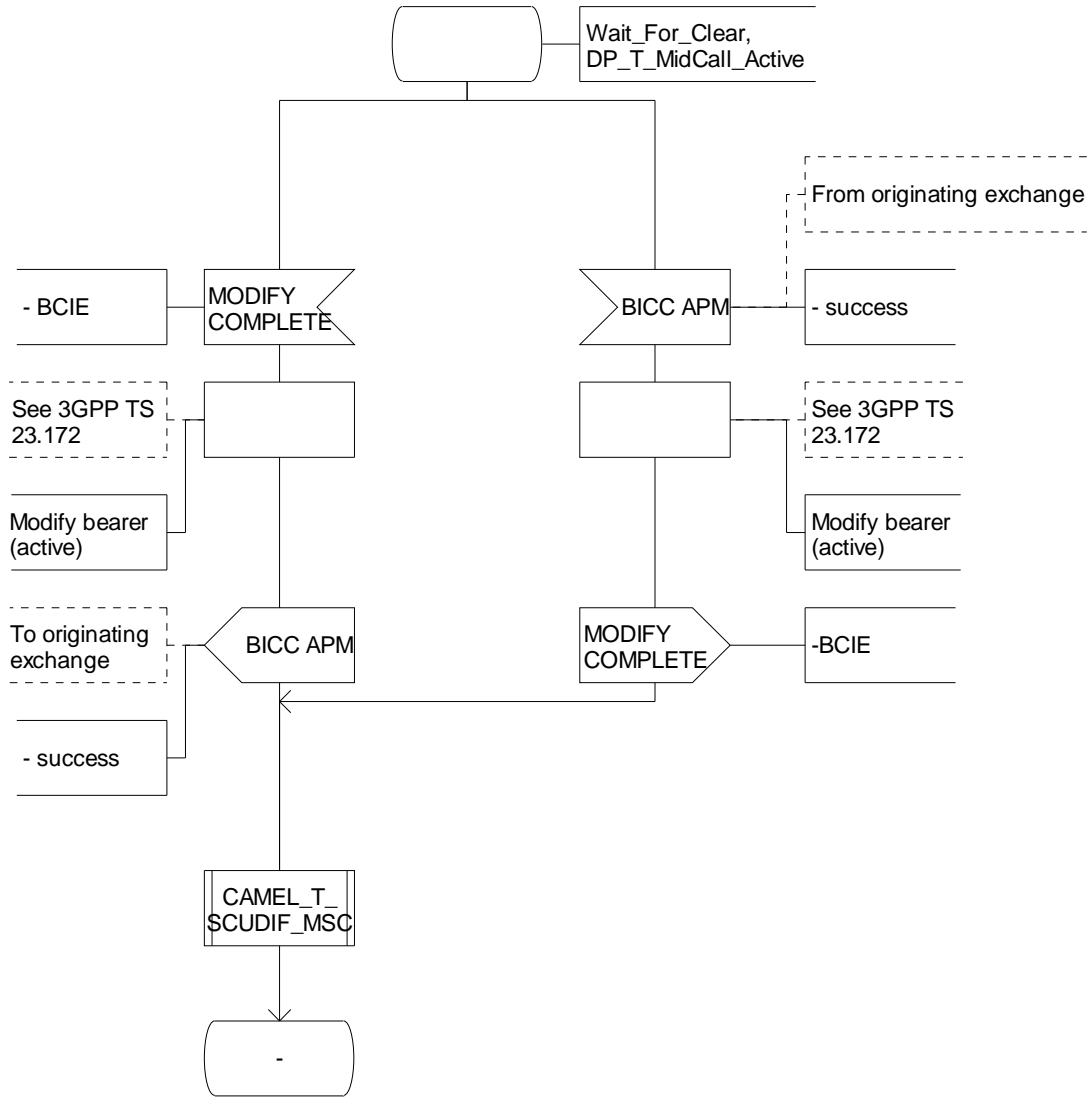 Wait_For_Clear,
DP_T_MidCall_Active
From originating exchange
- BCIE
MODIFY
COMPLETE
BICC APM
- success
See 3GPP TS
23.172
See 3GPP TS
23.172
Modify bearer
(active)
Modify bearer
(active)
To originating
exchange
BICC APM
MODIFY
COMPLETE
-BCIE
- success
CAMEL_T_
SCUDIF_MSC
-